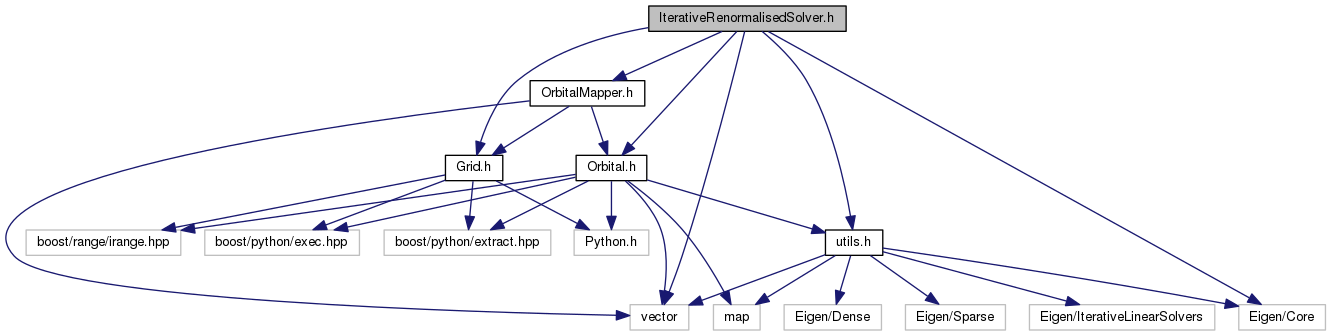 IterativeRenormalisedSolver.h
OrbitalMapper.h
Grid.h
Orbital.h
boost/range/irange.hpp
boost/python/exec.hpp
boost/python/extract.hpp
Python.h
utils.h
vector
map
Eigen/Dense
Eigen/Sparse
Eigen/IterativeLinearSolvers
Eigen/Core